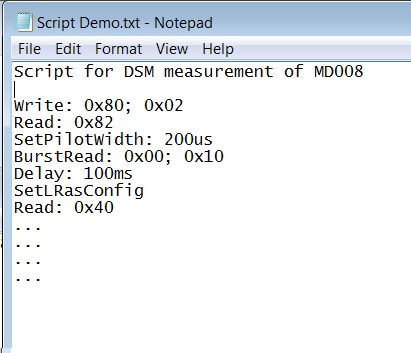 Script Demo.txt - Notepad
File Edit Format View Help
Script for DSM measurement of MD008
Write: 0x80; 0x02
Read: 0x82
SetPilotWidth: 200us
BurstRead: 0x00; 0x10
Delay: 100ms
SetLRasConfig
Read: 0x40
...
...
...
...